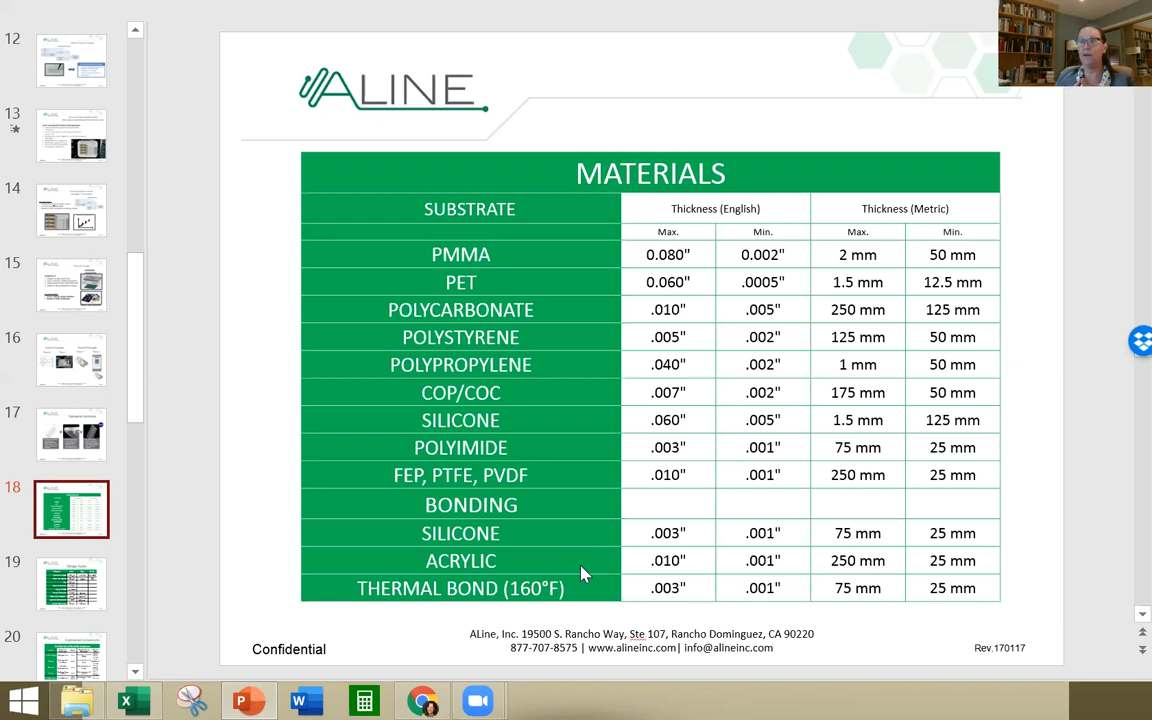 12
13
14
15
16
17
18
19
20
ALINE
MATERIALS
SUBSTRATE Thickness (English) Thickness (Metric)
Max. Min. Max. Min.
PMMA 0.080" 0.002" 2 mm 50 mm
PET 0.060" .0005" 1.5 mm 12.5 mm
POLYCARBONATE .010" .005" 250 mm 125 mm
POLYSTYRENE .005" .002" 125 mm 50 mm
POLYPROPYLENE .040" .002" 1 mm 50 mm
COP/COC .007" .002" 175 mm 50 mm
SILICONE .060" .005" 1.5 mm 125 mm
POLYIMIDE .003" .001" 75 mm 25 mm
FEP, PTFE, PVDF .010" .001" 250 mm 25 mm
BONDING
SILICONE .003" .001" 75 mm 25 mm
ACRYLIC .010" .001" 250 mm 25 mm
THERMAL BOND (160°F) .003" .001" 75 mm 25 mm
ALine, Inc. 19500 S. Rancho Way, Ste 107, Rancho Dominguez, CA 90220
877-707-8575 | www.alineinc.com| info@alineinc.com
Confidential
Rev.170117